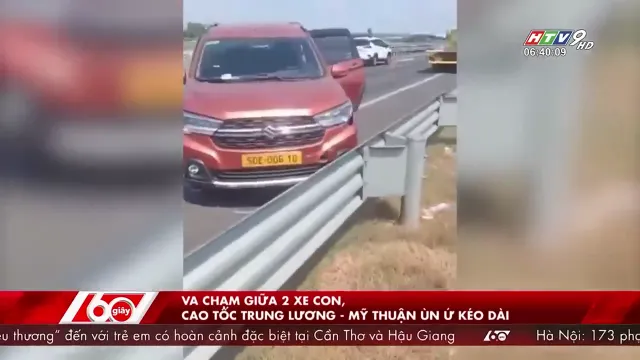 HTV9HD
06:40:09
50E-006 10
60 giây
VA CHẠM GIỮA 2 XE CON,
CAO TỐC TRUNG LƯƠNG - MỸ THUẬN ÙN Ứ KÉO DÀI
êu thương” đến với trẻ em có hoàn cảnh đặc biệt tại Cần Thơ và Hậu Giang 60 Hà Nội: 173 ph